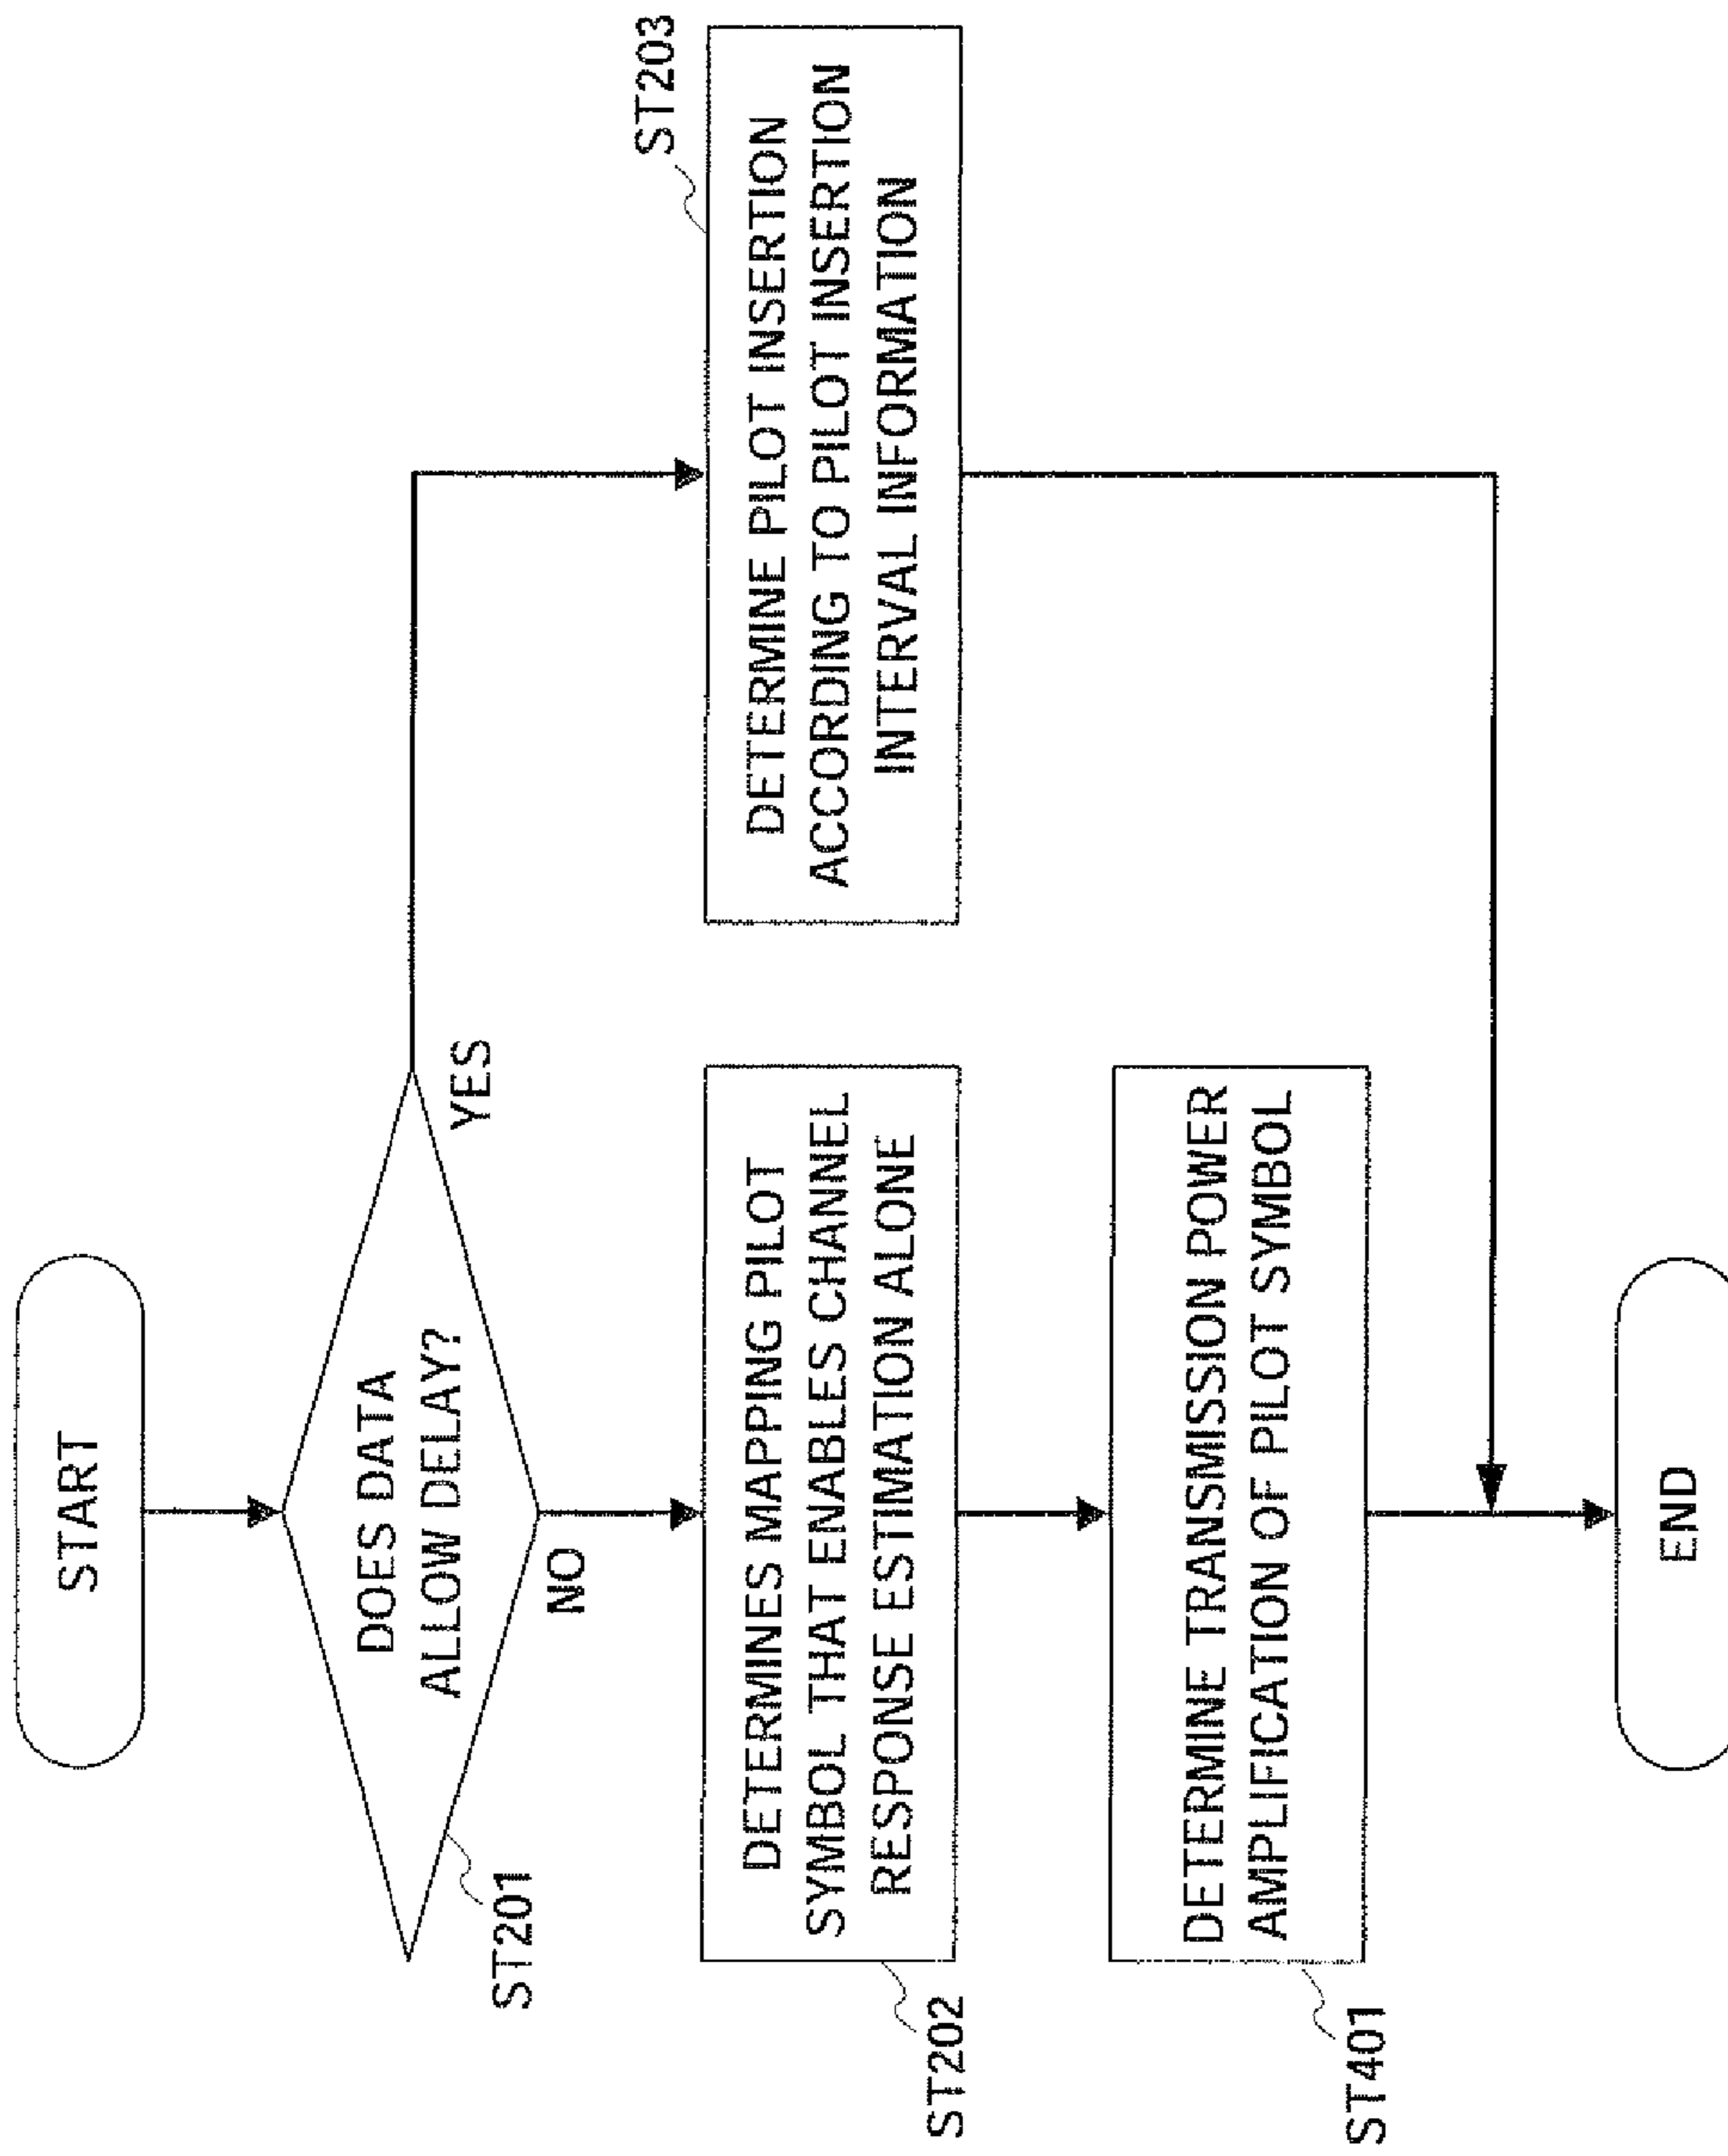 START
DOES DATA
ALLOW DELAY?
ST201
YES
NO
DETERMINES MAPPING PILOT
SYMBOL THAT ENABLES CHANNEL
RESPONSE ESTIMATION ALONE
ST202
ST203
DETERMINE PILOT INSERTION
ACCORDING TO PILOT INSERTION
INTERVAL INFORMATION
DETERMINE TRANSMISSION POWER
AMPLIFICATION OF PILOT SYMBOL
ST401
END